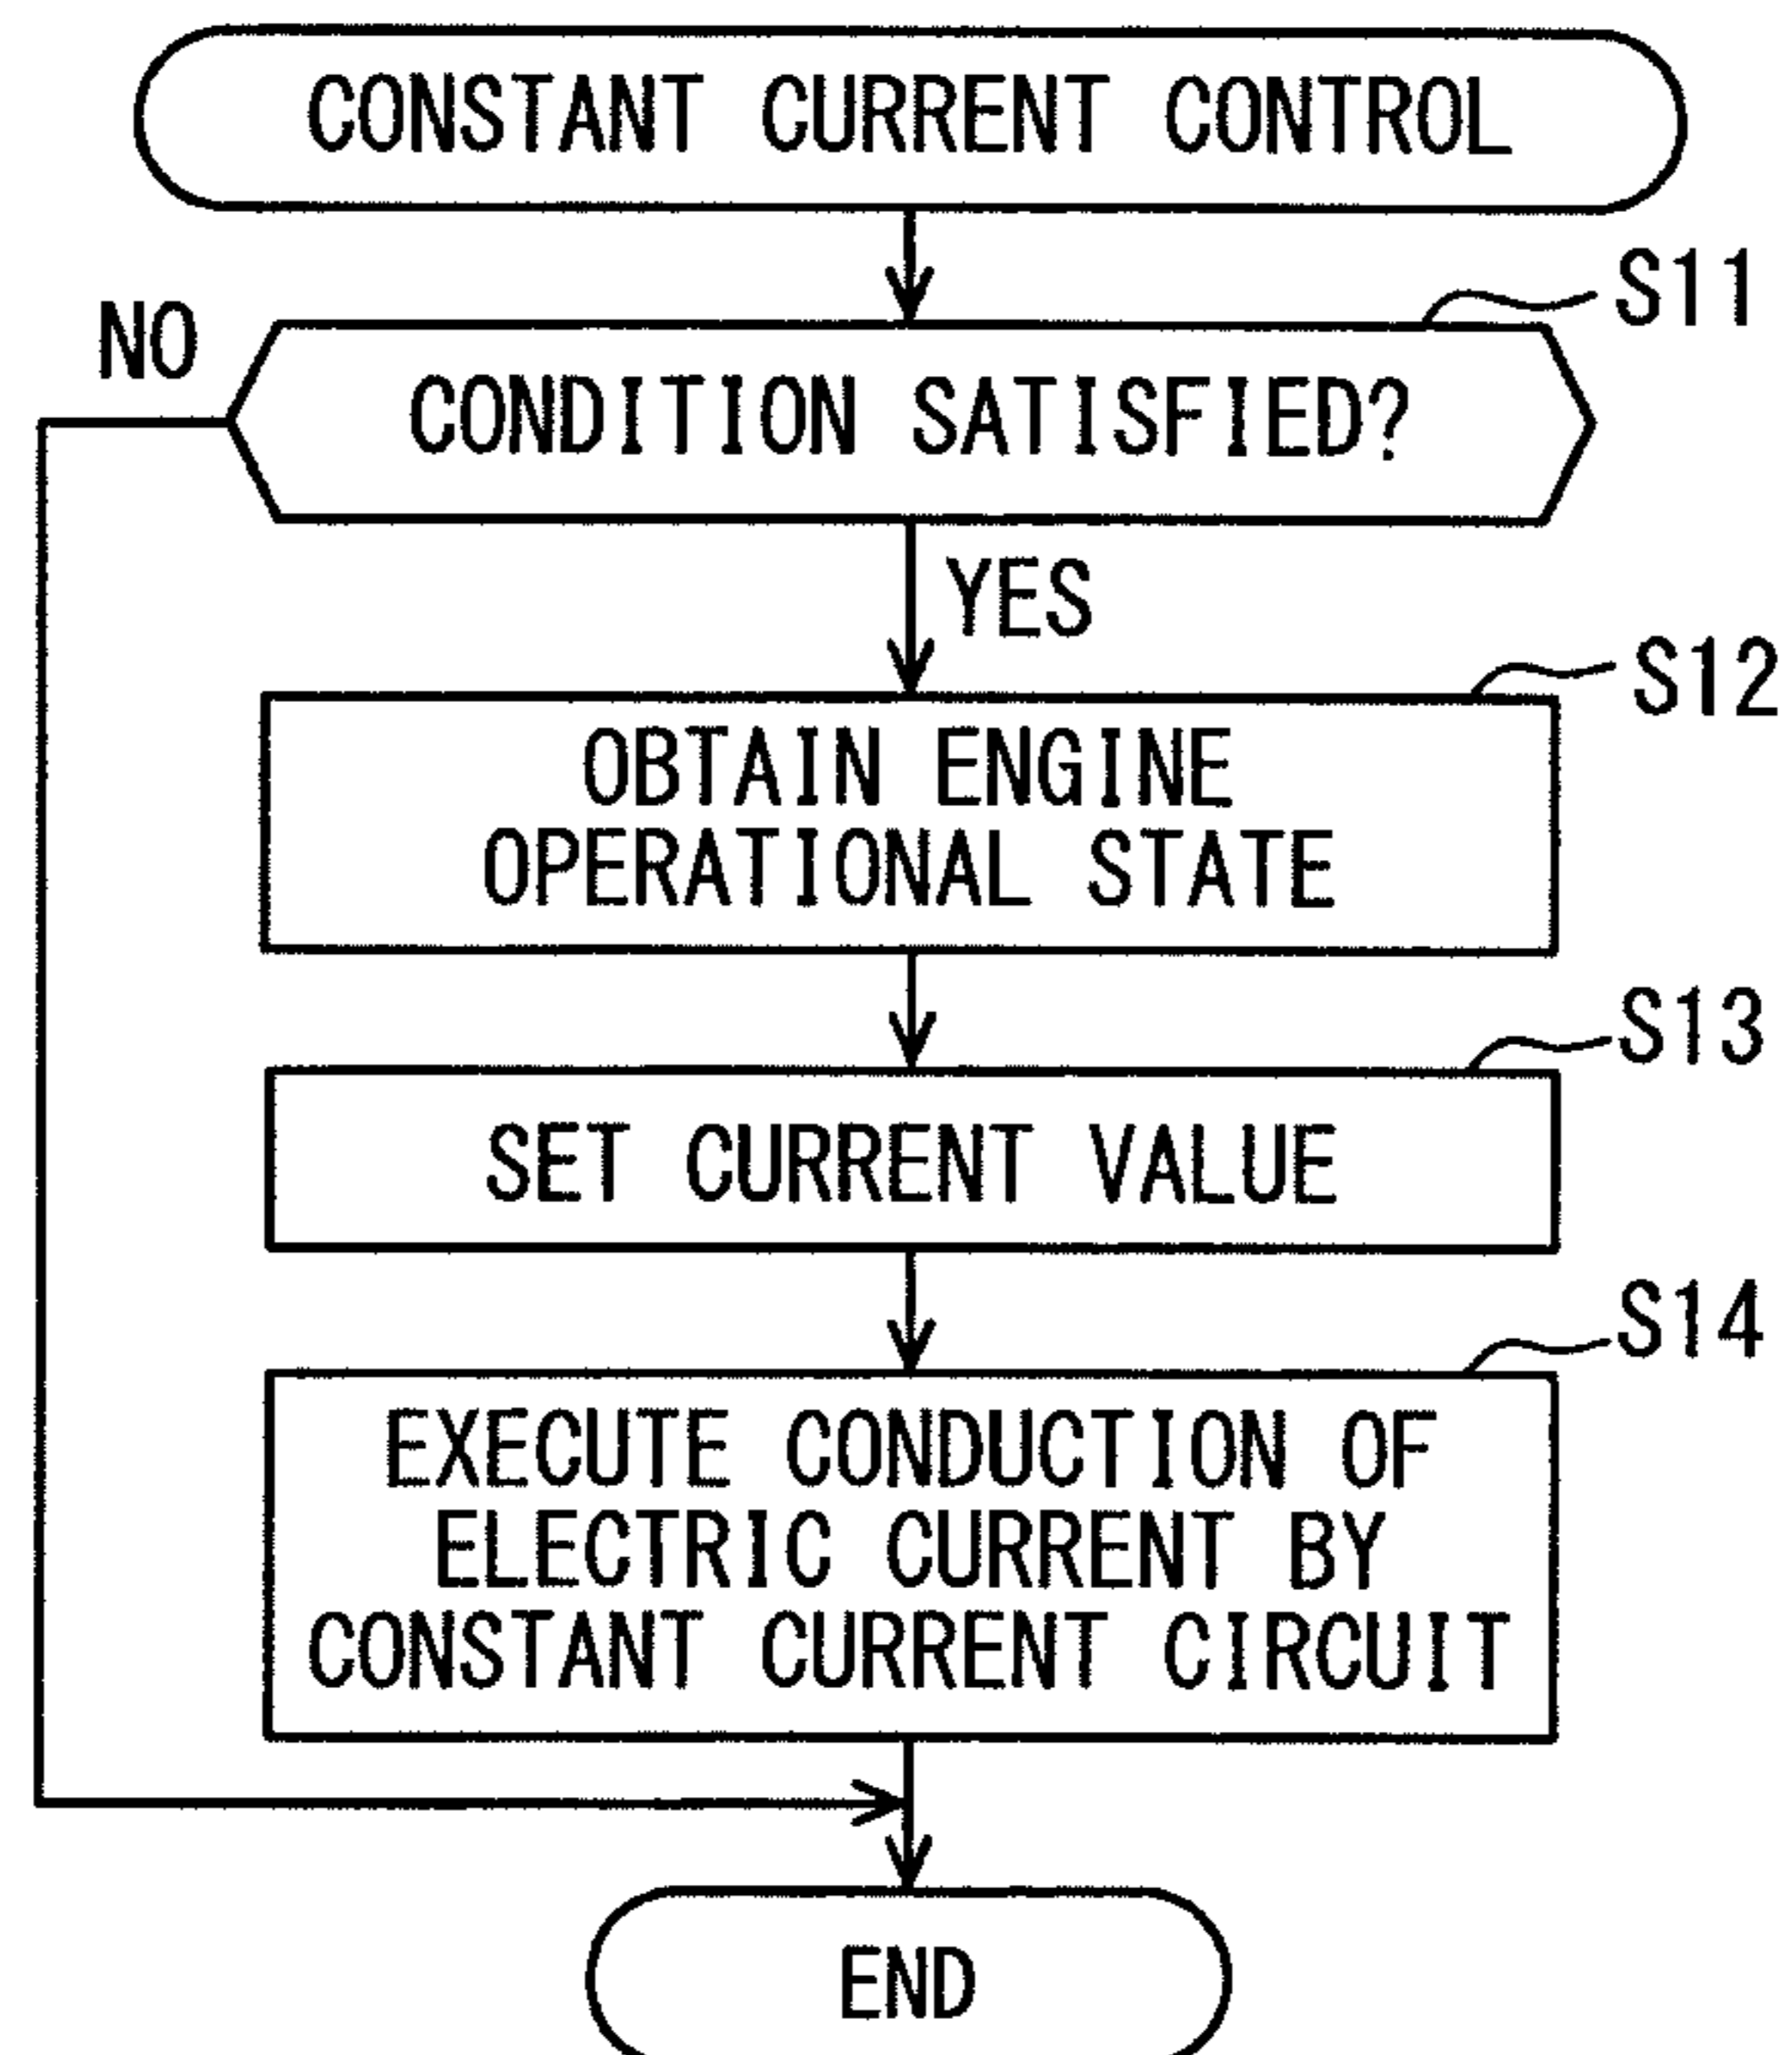 CONSTANT CURRENT CONTROL
S11
NO
CONDITION SATISFIED?
YES
S12
OBTAIN ENGINE
OPERATIONAL STATE
S13
SET CURRENT VALUE
S14
EXECUTE CONDUCTION OF
ELECTRIC CURRENT BY
CONSTANT CURRENT CIRCUIT
END